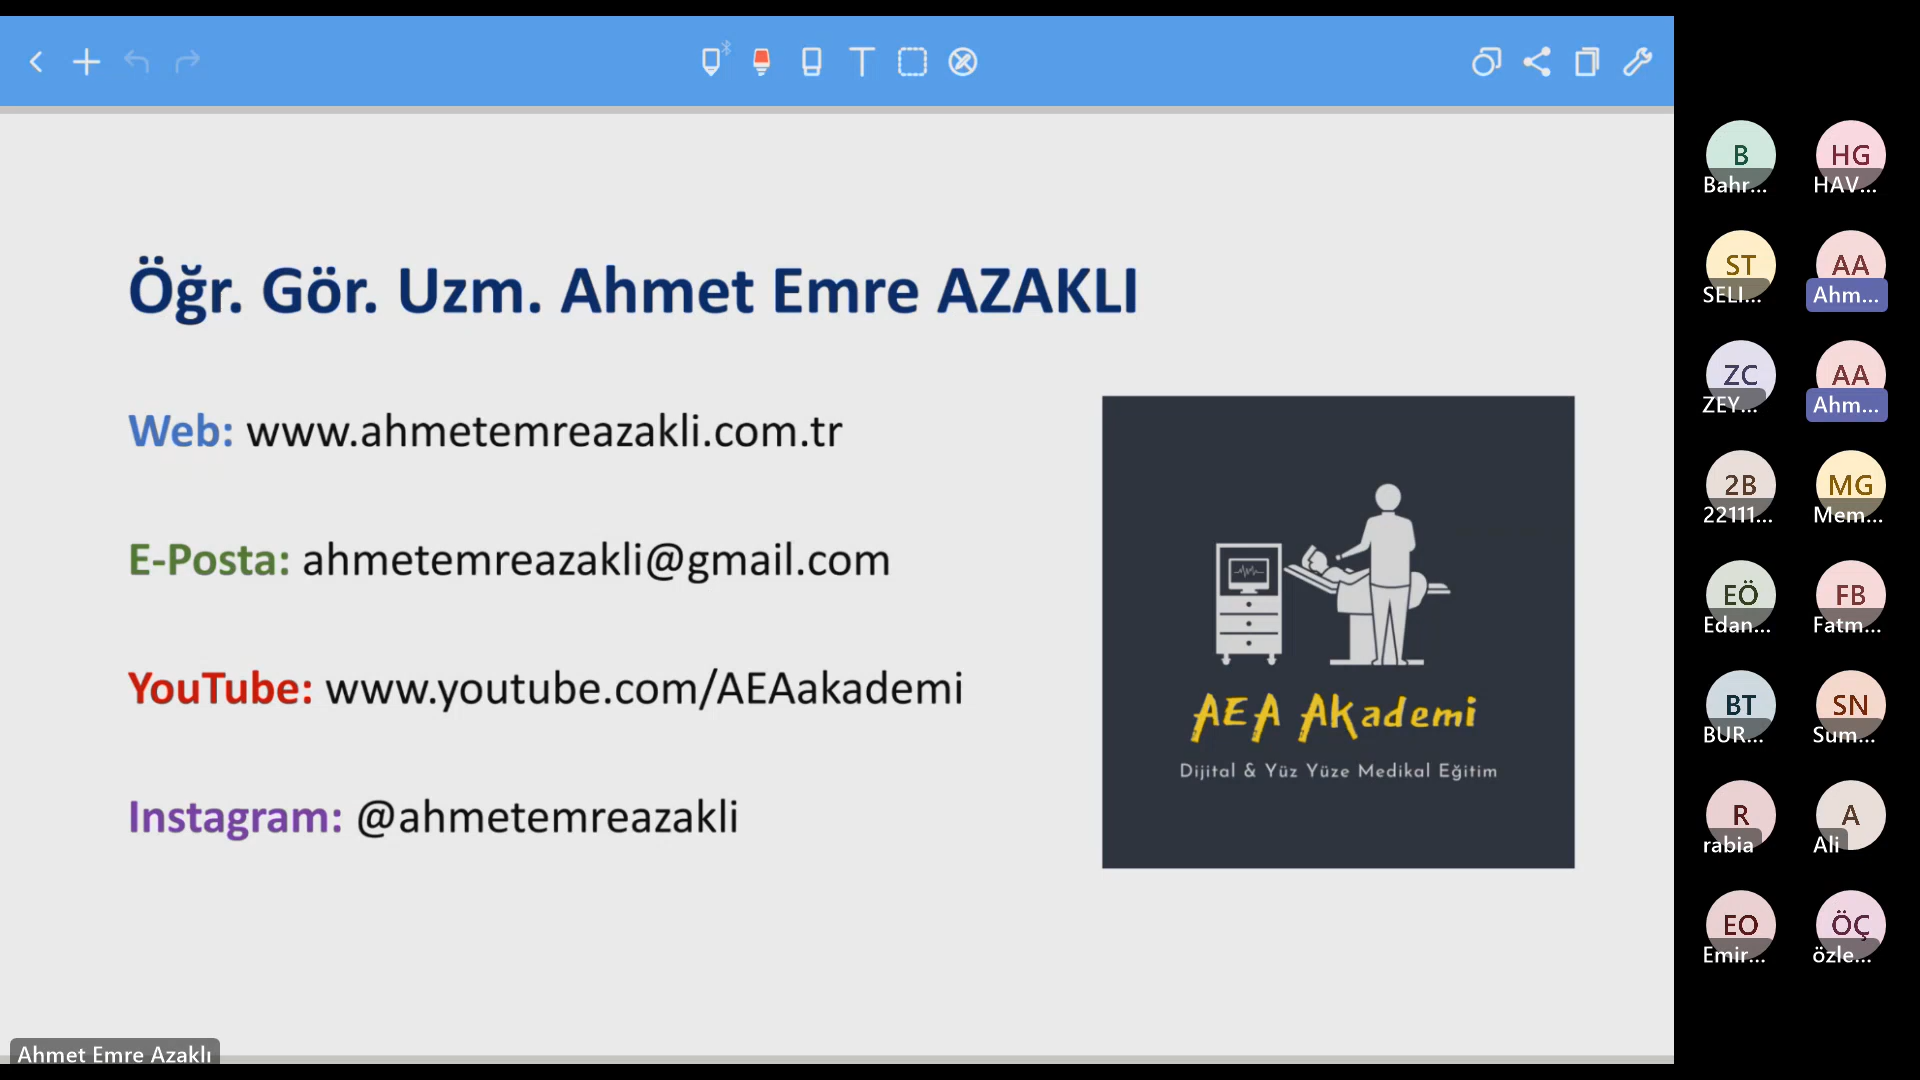 Öğr. Gör. Uzm. Ahmet Emre AZAKLI
Web: www.ahmetemreazakli.com.tr
E-Posta: ahmetemreazakli@gmail.com
YouTube: www.youtube.com/AEAakademi
Instagram: @ahmetemreazakli
AEA AKademi
Dijital & Yüz Yüze Medikal Eğitim
Ahmet Emre Azaklı
B HG
Bahr... HAV...
ST AA
SELI... Ahm...
ZC AA
ZEY... Ahm...
2B MG
22111... Mem...
EÖ FB
Edan... Fatm...
BT SN
BUR... Sum...
R A
rabia Ali
EO ÖÇ
Emir... özle...